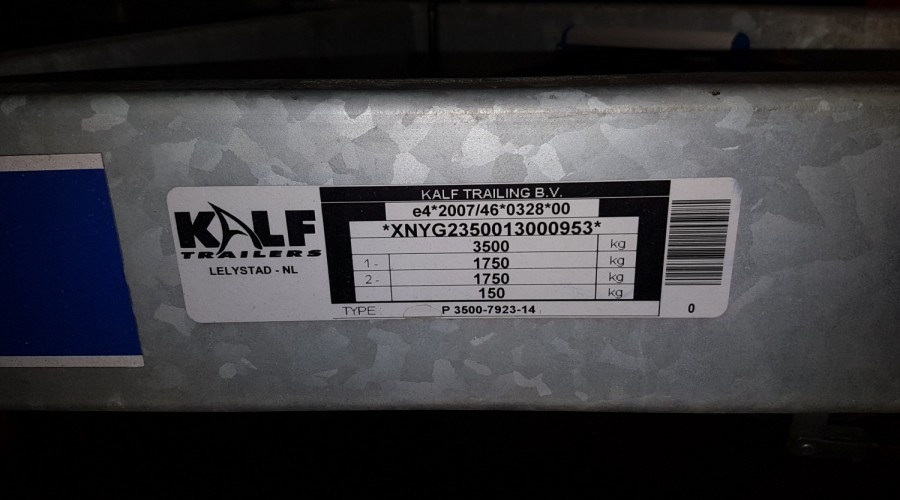 KALF
TRAILERS
LELYSTAD - NL
KALF TRAILING B.V.
e4*2007/46*0328*00
*XNYG2350013000953*
3500 kg
1 - 1750 kg
2 - 1750 kg
150 kg
TYPE P 3500-7923-14
0